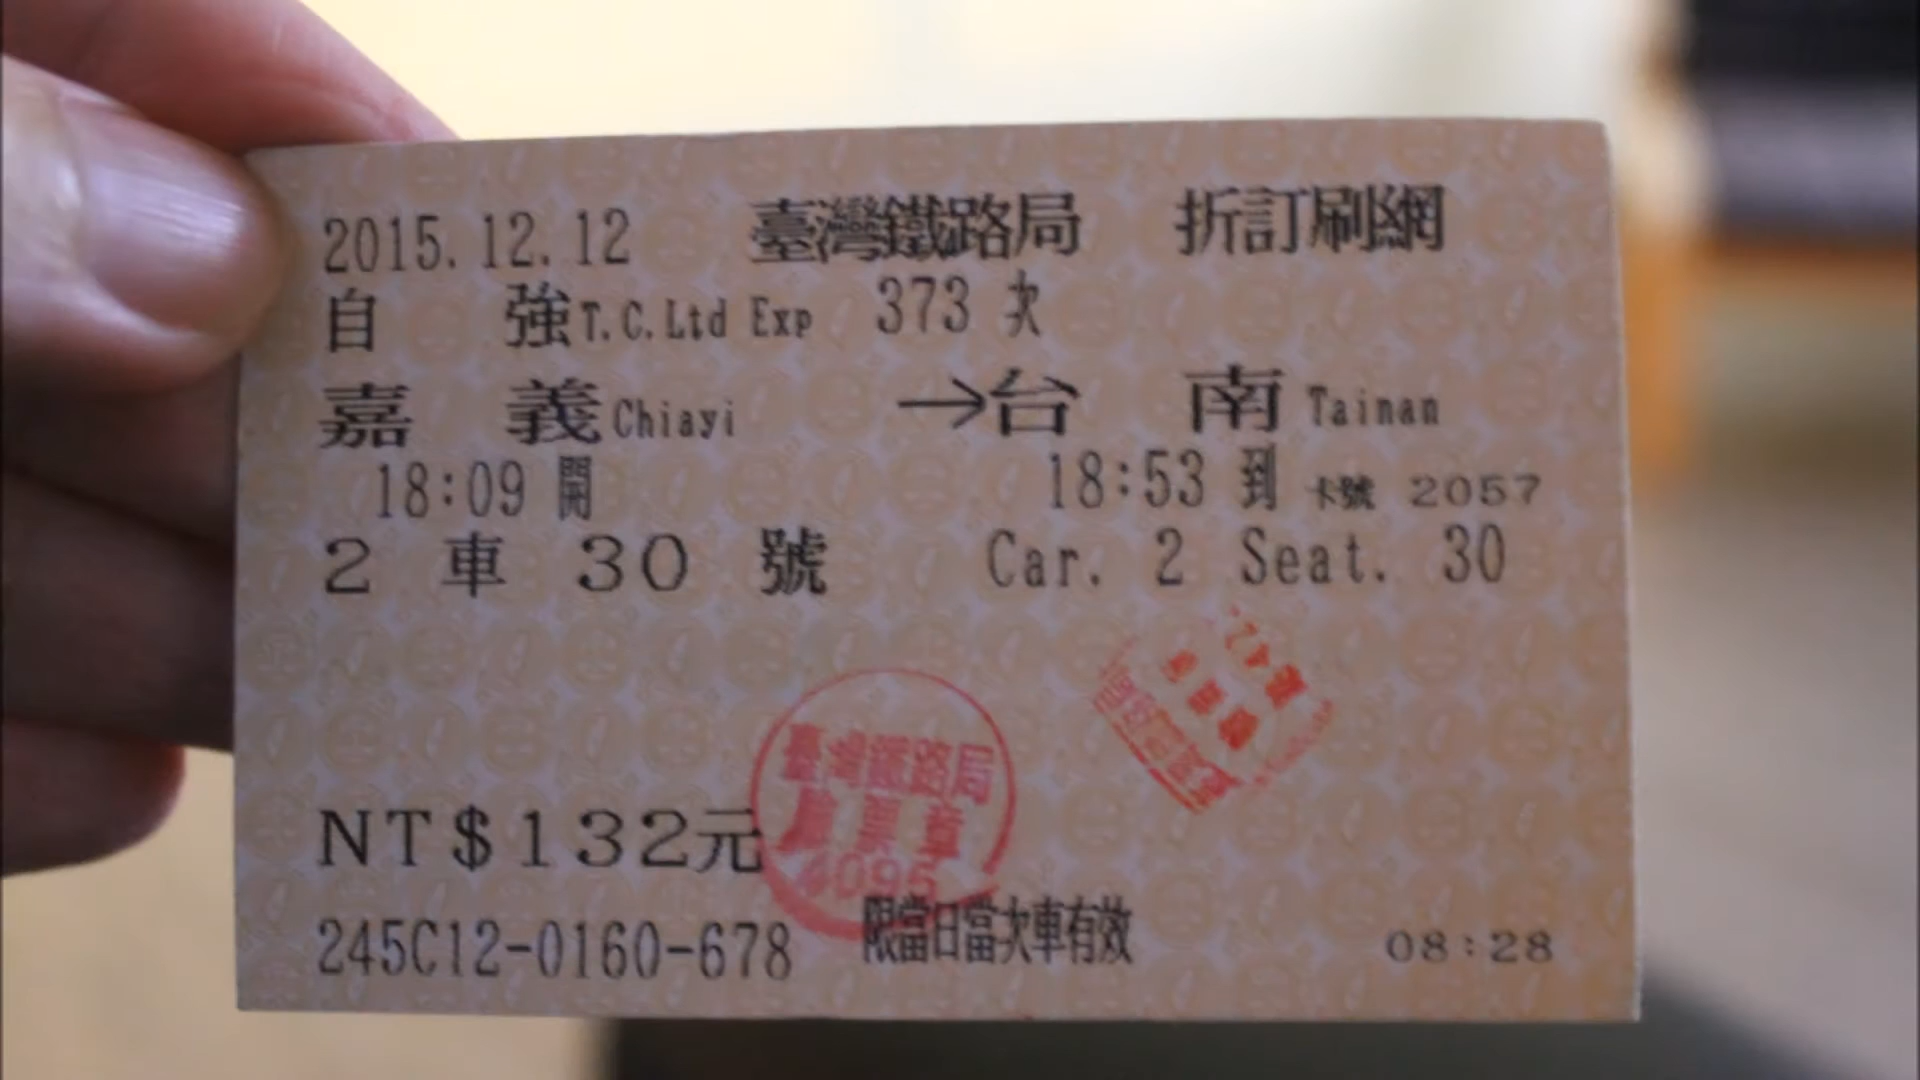 2015.12.12 臺灣鐵路局 折訂刷網
自 強 T.C.Ltd Exp 373 次
嘉 義 Chiayi → 台 南 Tainan
18:09 開 18:53 到 卡號 2057
2 車 30 號 Car. 2 Seat. 30
臺灣鐵路局
驗票章
4095
NT$132元
245C12-0160-678 限當日當次車有效 08:28